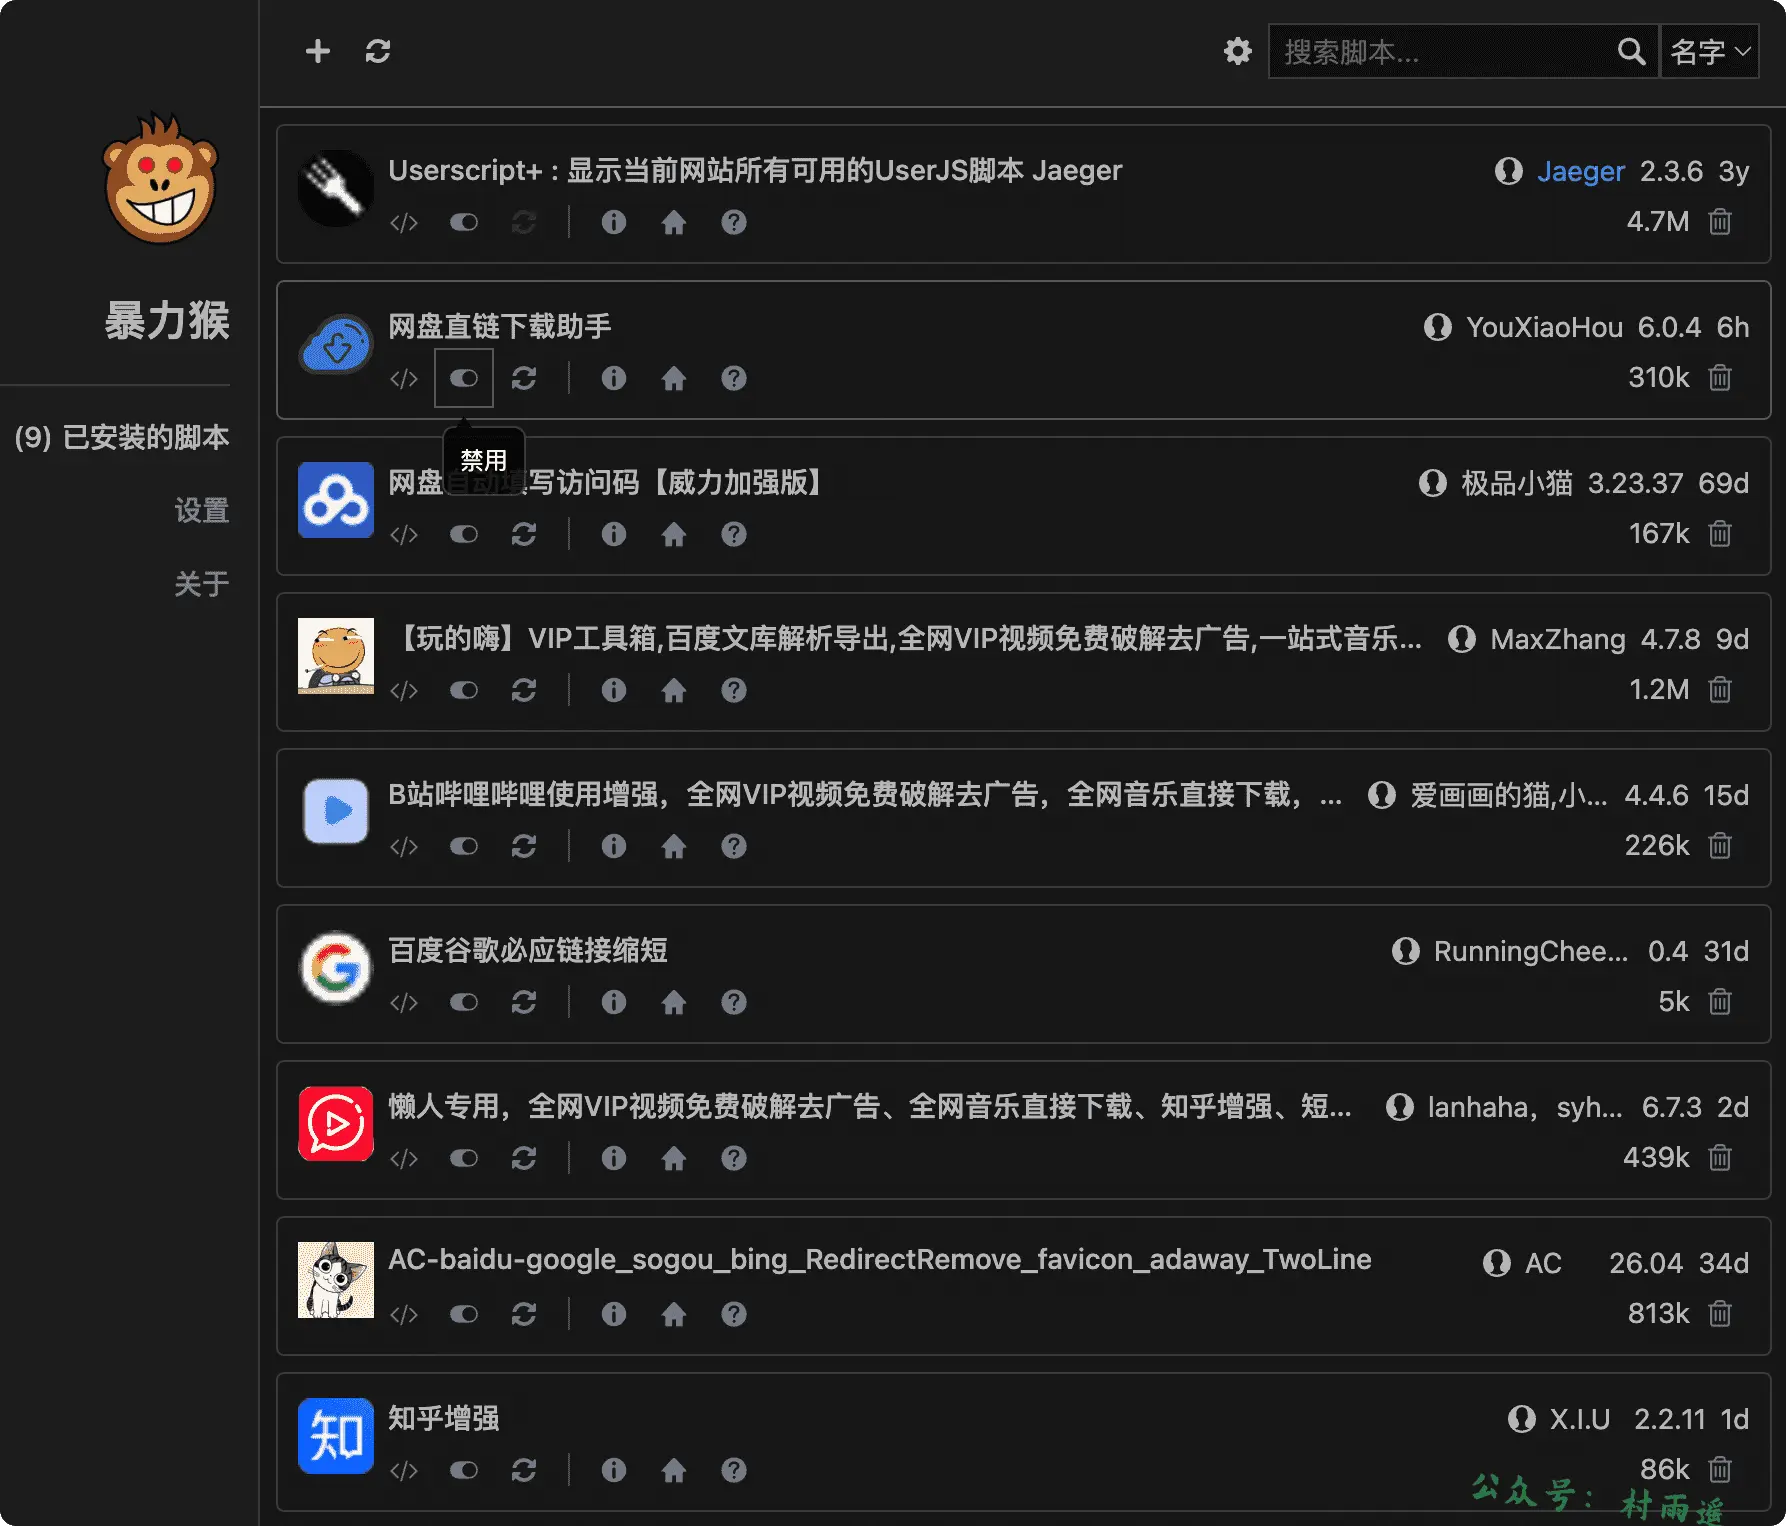 搜索脚本...
名字
暴力猴
(9) 已安装的脚本
设置
关于
Userscript+ : 显示当前网站所有可用的UserJS脚本 Jaeger
Jaeger 2.3.6 3y
4.7M
网盘直链下载助手
YouXiaoHou 6.0.4 6h
310k
禁用
网盘自动填写访问码【威力加强版】
极品小猫 3.23.37 69d
167k
【玩的嗨】VIP工具箱,百度文库解析导出,全网VIP视频免费破解去广告,一站式音乐...
MaxZhang 4.7.8 9d
1.2M
B站哔哩哔哩使用增强，全网VIP视频免费破解去广告，全网音乐直接下载，...
爱画画的猫,小... 4.4.6 15d
226k
百度谷歌必应链接缩短
RunningChee... 0.4 31d
5k
懒人专用，全网VIP视频免费破解去广告、全网音乐直接下载、知乎增强、短...
lanhaha，syh... 6.7.3 2d
439k
AC-baidu-google_sogou_bing_RedirectRemove_favicon_adaway_TwoLine
AC 26.04 34d
813k
知
知乎增强
X.I.U 2.2.11 1d
86k
公众号：村雨遥